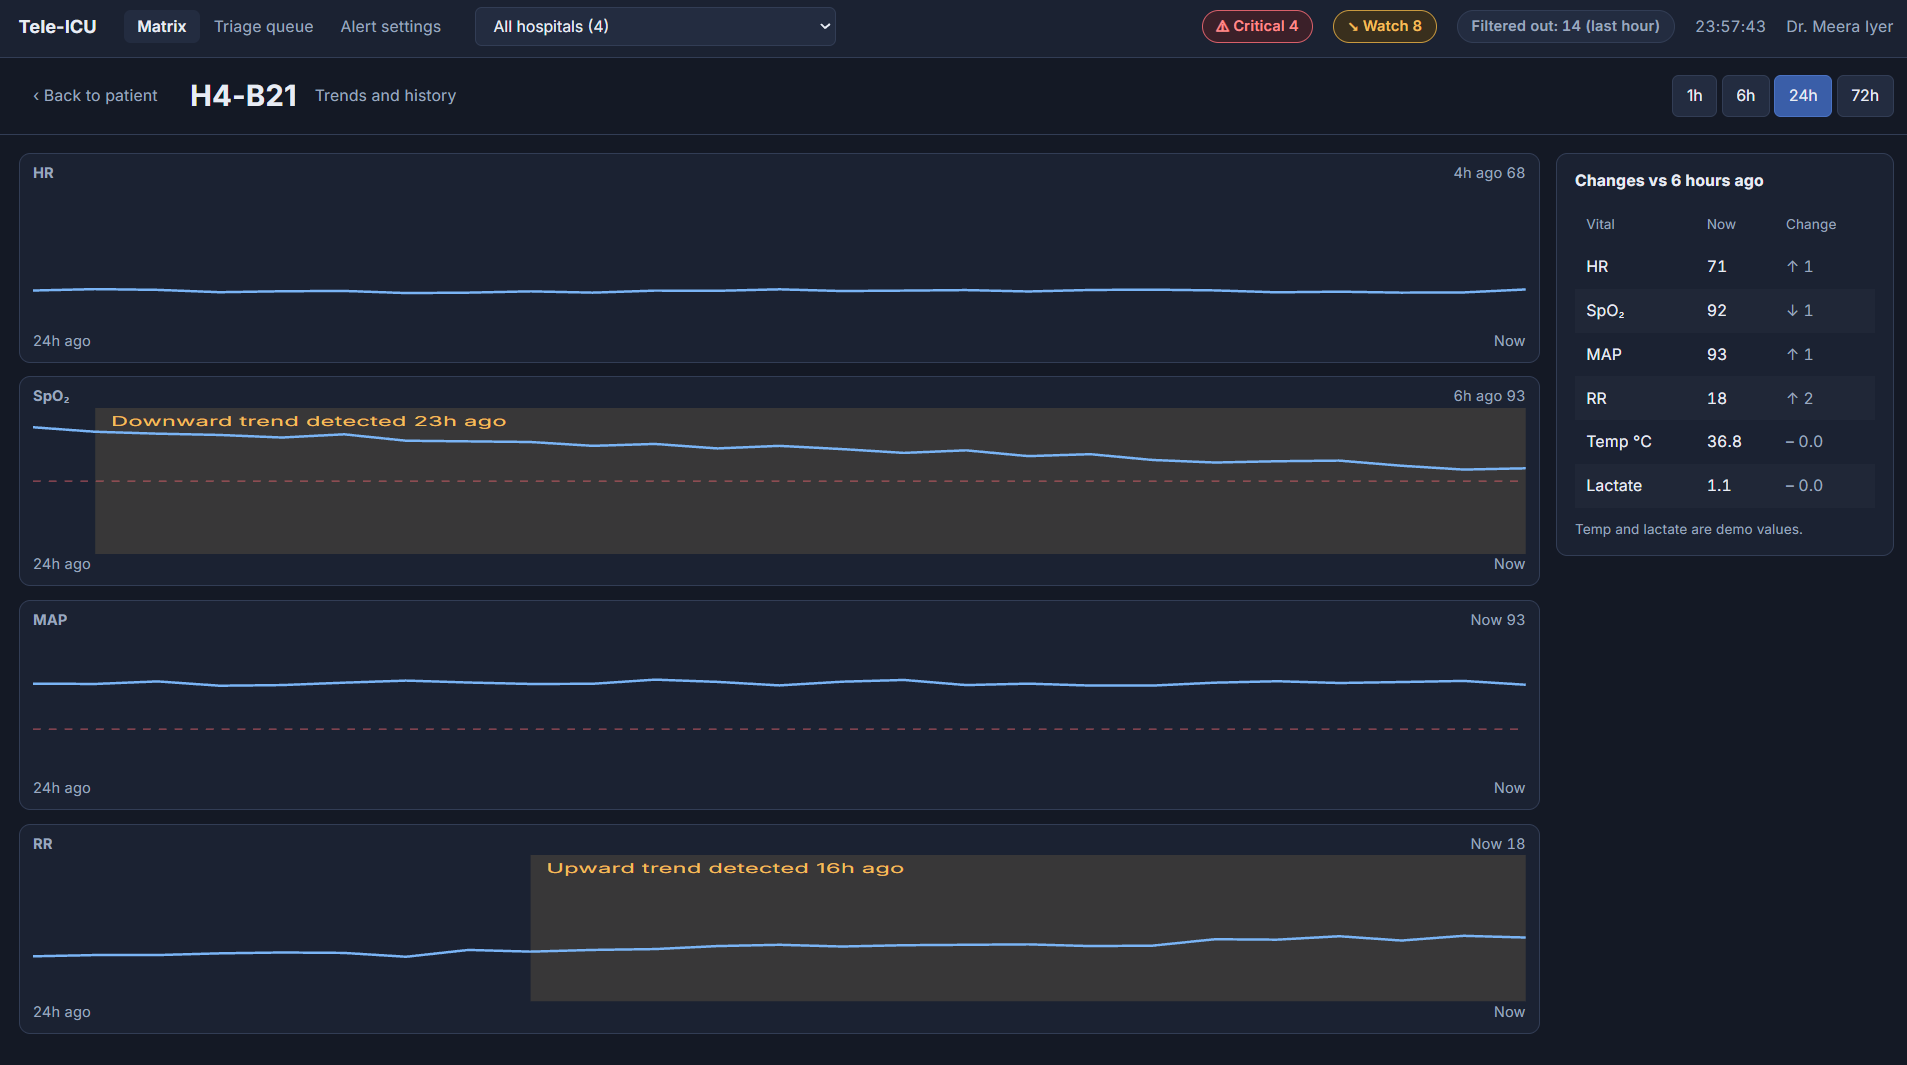 Tele-ICU Matrix Triage queue Alert settings All hospitals (4) Critical 4 Watch 8 Filtered out: 14 (last hour) 23:57:43 Dr. Meera Iyer
‹ Back to patient H4-B21 Trends and history 1h 6h 24h 72h
HR 4h ago 68
24h ago Now
SpO₂ 6h ago 93
Downward trend detected 23h ago
24h ago Now
MAP Now 93
24h ago Now
RR Now 18
Upward trend detected 16h ago
24h ago Now
Changes vs 6 hours ago
Vital Now Change
HR 71 ↑ 1
SpO₂ 92 ↓ 1
MAP 93 ↑ 1
RR 18 ↑ 2
Temp °C 36.8 – 0.0
Lactate 1.1 – 0.0
Temp and lactate are demo values.